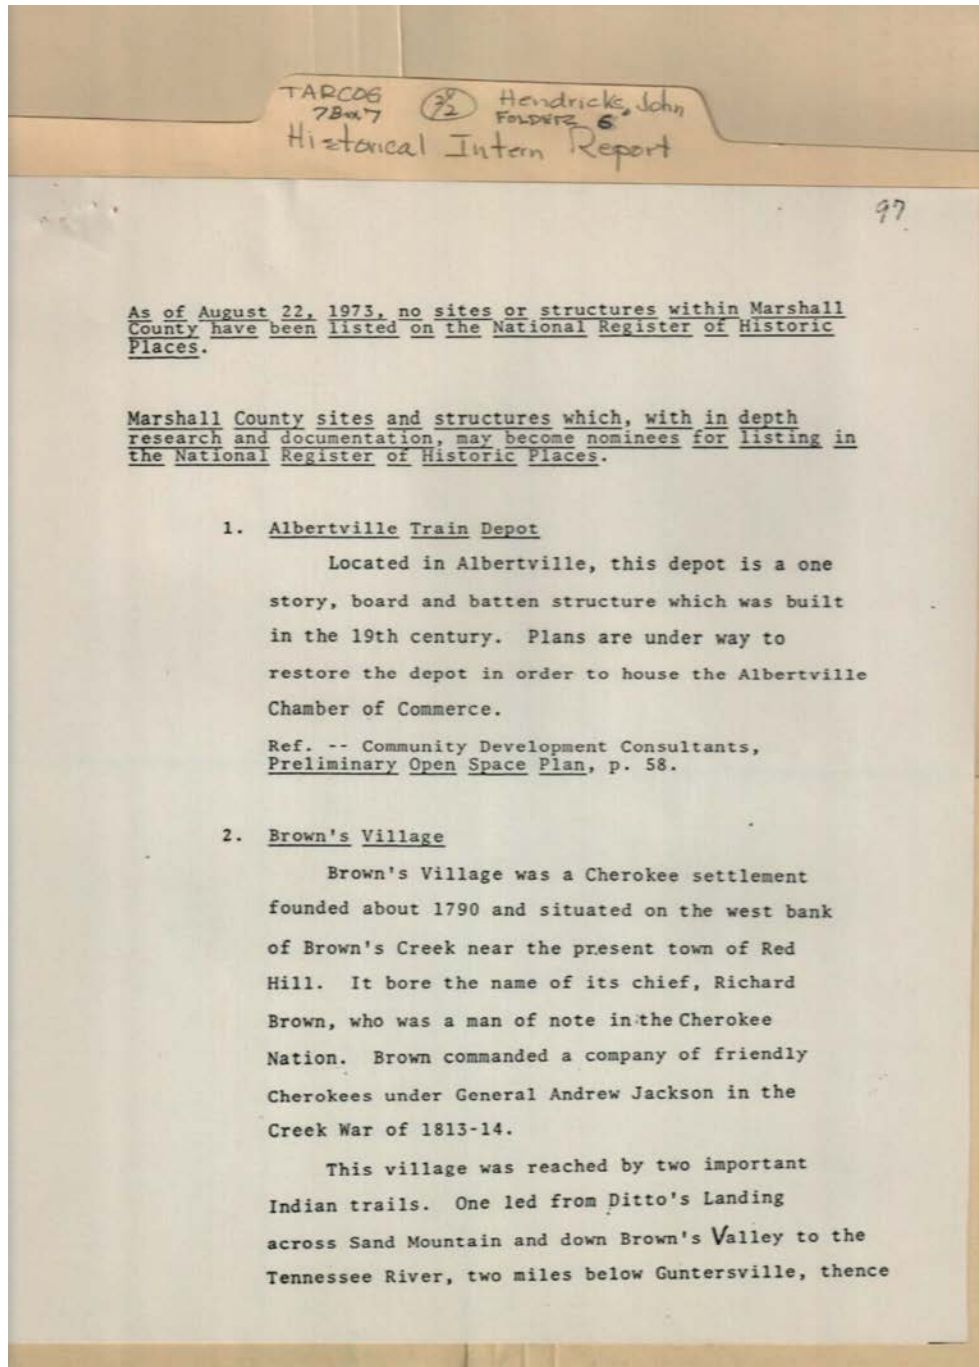 TARCOG 29/2 Hendricks, John
7Box7 FOLDER 6
Historical Intern Report
97
As of August 22, 1973, no sites or structures within Marshall
County have been listed on the National Register of Historic
Places.
Marshall County sites and structures which, with in depth
research and documentation, may become nominees for listing in
the National Register of Historic Places.
1. Albertville Train Depot
Located in Albertville, this depot is a one
story, board and batten structure which was built
in the 19th century. Plans are under way to
restore the depot in order to house the Albertville
Chamber of Commerce.
Ref. -- Community Development Consultants,
Preliminary Open Space Plan, p. 58.
2. Brown's Village
Brown's Village was a Cherokee settlement
founded about 1790 and situated on the west bank
of Brown's Creek near the present town of Red
Hill. It bore the name of its chief, Richard
Brown, who was a man of note in the Cherokee
Nation. Brown commanded a company of friendly
Cherokees under General Andrew Jackson in the
Creek War of 1813-14.
This village was reached by two important
Indian trails. One led from Ditto's Landing
across Sand Mountain and down Brown's Valley to the
Tennessee River, two miles below Guntersville, thence